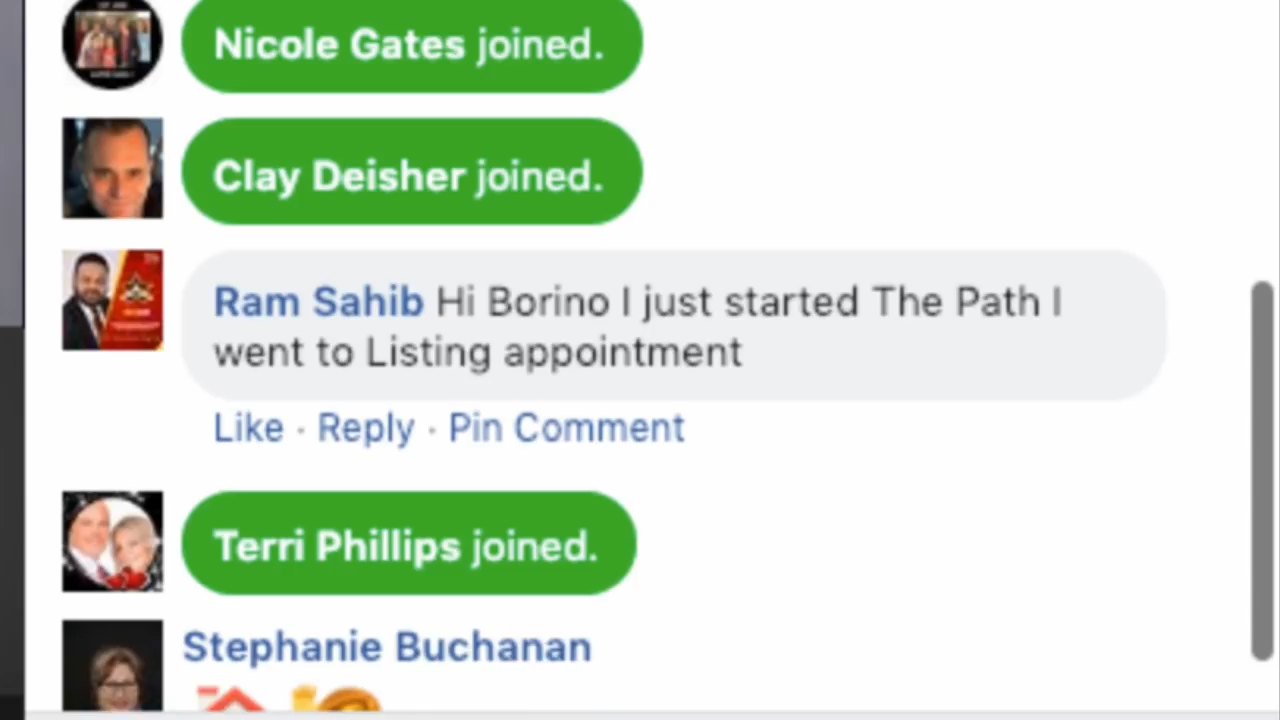 Nicole Gates joined.
Clay Deisher joined.
Ram Sahib Hi Borino I just started The Path I
went to Listing appointment
Like · Reply · Pin Comment
Terri Phillips joined.
Stephanie Buchanan